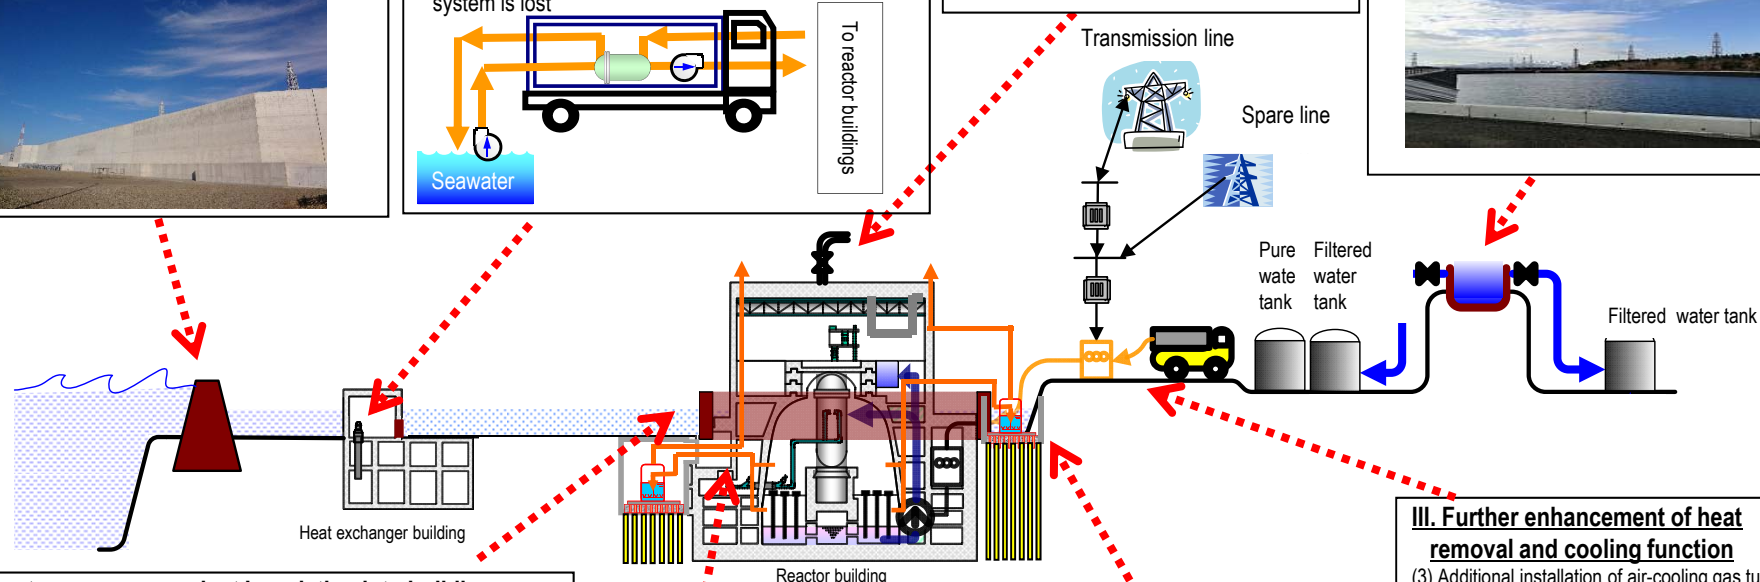 system is lost
To reactor buildings
Seawater
Transmission line
Spare line
Pure
wate
tank
Filtered
water
tank
Filtered water tank
Heat exchanger building
Reactor building
III. Further enhancement of heat
removal and cooling function
(3) Additional installation of air-cooling gas tu